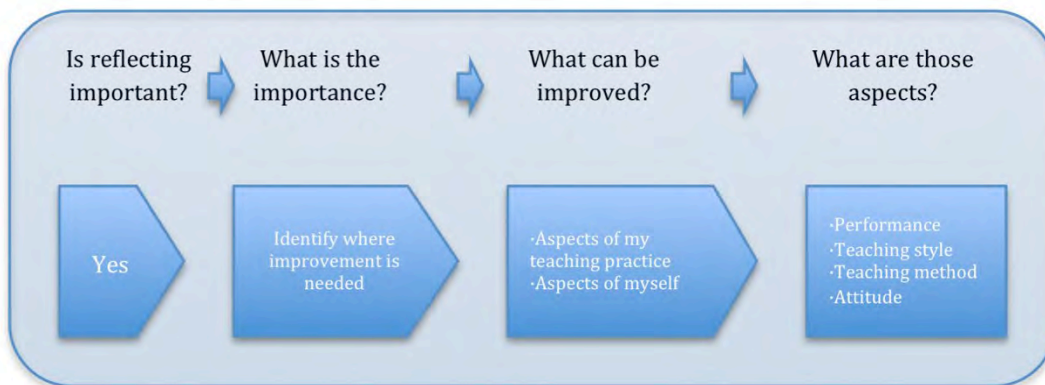 Is reflecting
important?
What is the
importance?
What can be
improved?
What are those
aspects?
Yes
Identify where
improvement is
needed
·Aspects of my
teaching practice
·Aspects of myself
·Performance
·Teaching style
·Teaching method
·Attitude